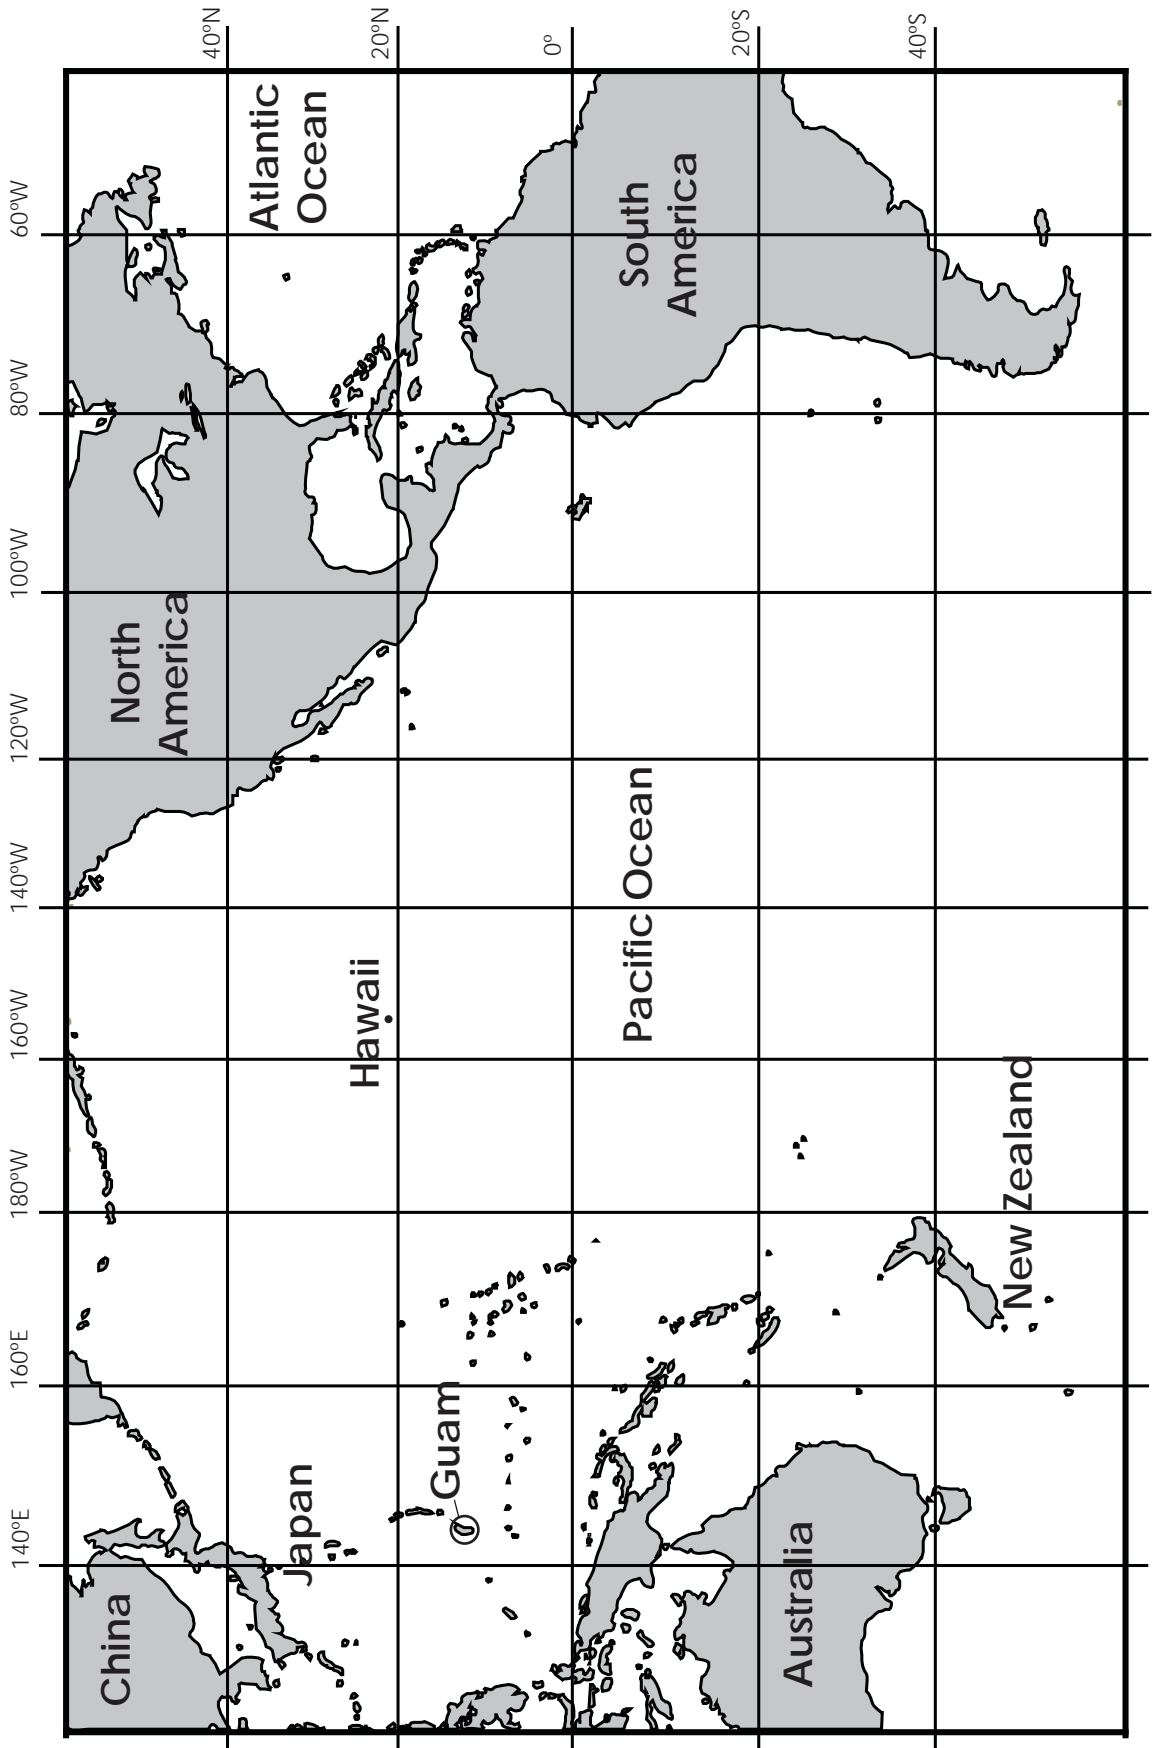 140°E
160°E
180°W
160°W
140°W
120°W
100°W
80°W
60°W
40°N
20°N
0°
20°S
40°S
China
Japan
Guam
Hawaii
North
America
Atlantic
Ocean
South
America
Pacific Ocean
Australia
New Zealand